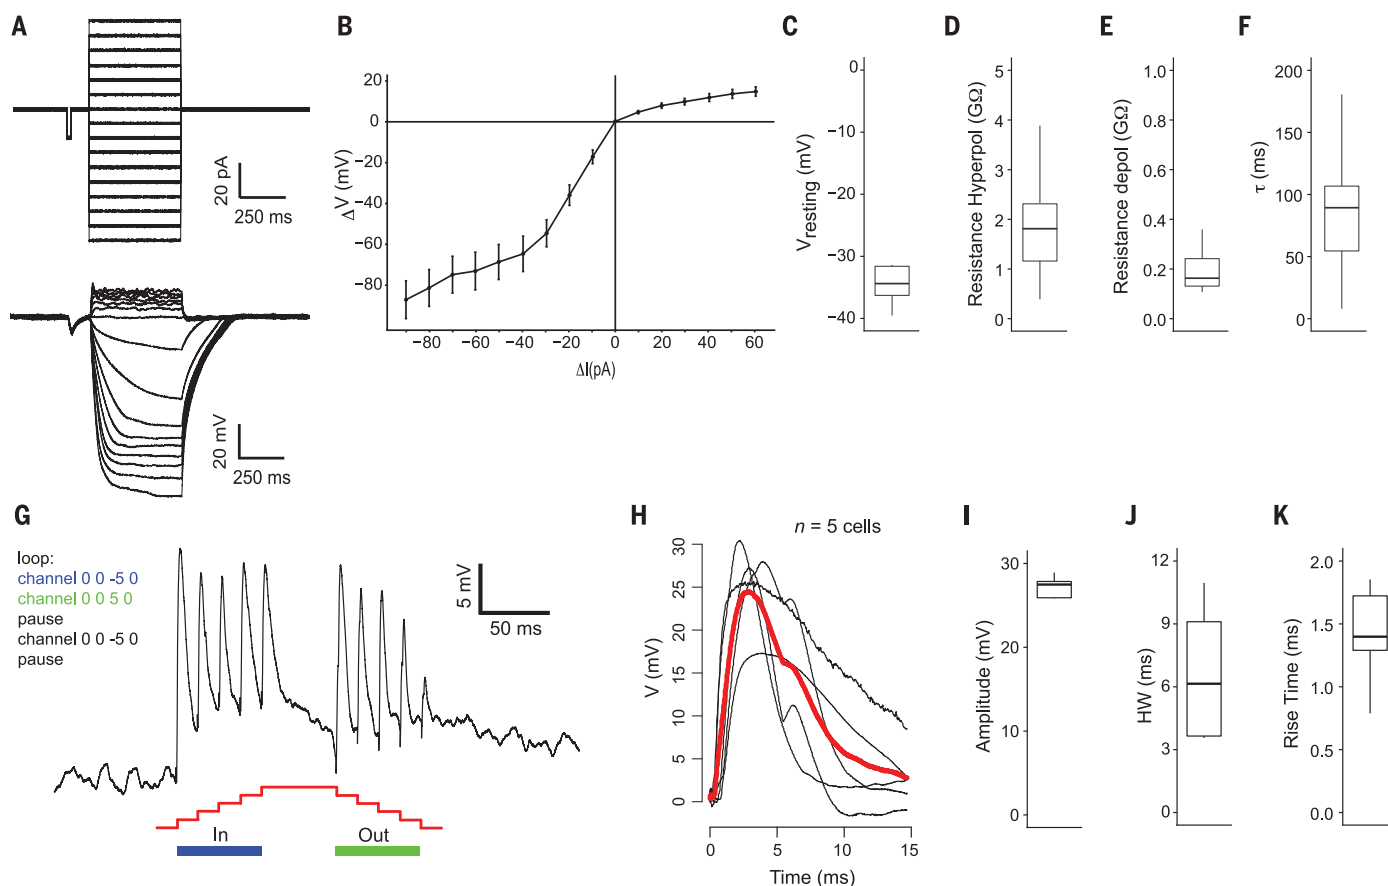 A
20 pA
250 ms
20 mV
250 ms
B
20
0
−20
−40
−60
−80
ΔV (mV)
−80
−60
−40
−20
0
20
40
60
ΔI(pA)
C
0
−10
−20
−30
−40
Vresting (mV)
D
5
4
3
2
1
0
Resistance Hyperpol (GΩ)
E
1.0
0.8
0.6
0.4
0.2
0.0
Resistance depol (GΩ)
F
200
150
100
50
0
τ (ms)
G
loop:
channel 0 0 -5 0
channel 0 0 5 0
pause
channel 0 0 -5 0
pause
5 mV
50 ms
In
Out
H
n = 5 cells
30
25
20
15
10
5
0
V (mV)
0
5
10
15
Time (ms)
I
30
20
10
0
Amplitude (mV)
J
12
9
6
3
0
HW (ms)
K
2.0
1.5
1.0
0.5
0.0
Rise Time (ms)